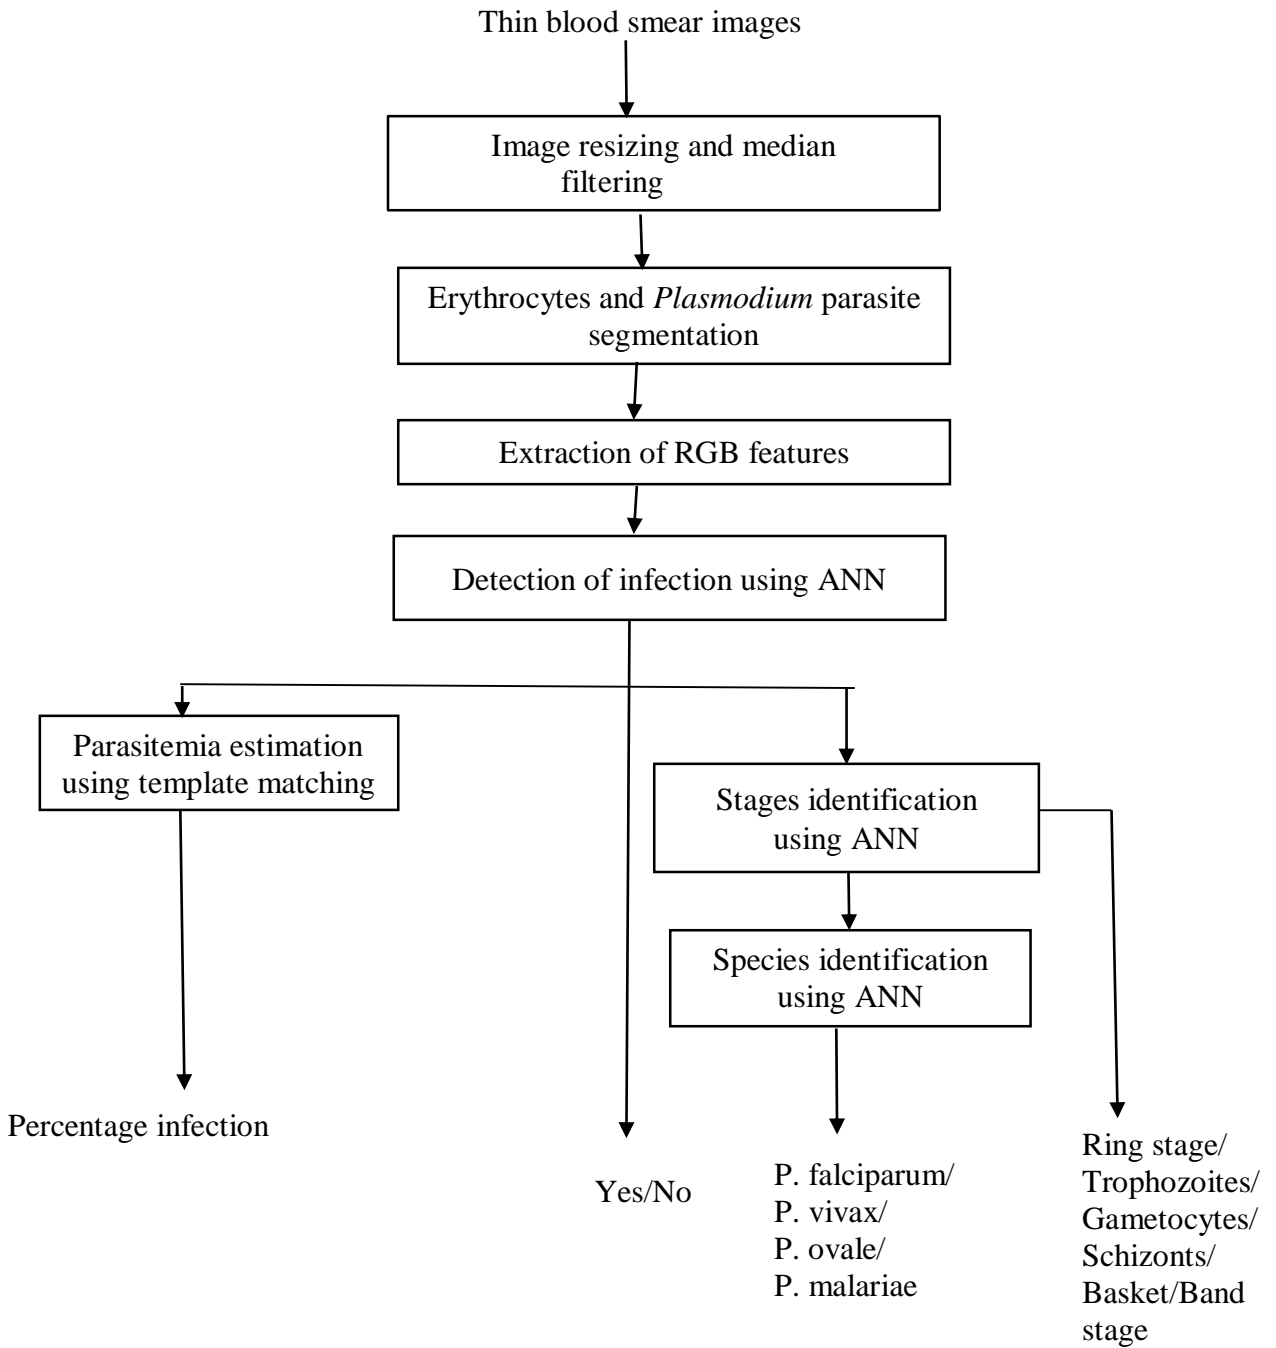 Thin blood smear images
Image resizing and median
filtering
Erythrocytes and Plasmodium parasite
segmentation
Extraction of RGB features
Detection of infection using ANN
Parasitemia estimation
using template matching
Stages identification
using ANN
Species identification
using ANN
Percentage infection
Yes/No
P. falciparum/
P. vivax/
P. ovale/
P. malariae
Ring stage/
Trophozoites/
Gametocytes/
Schizonts/
Basket/Band
stage